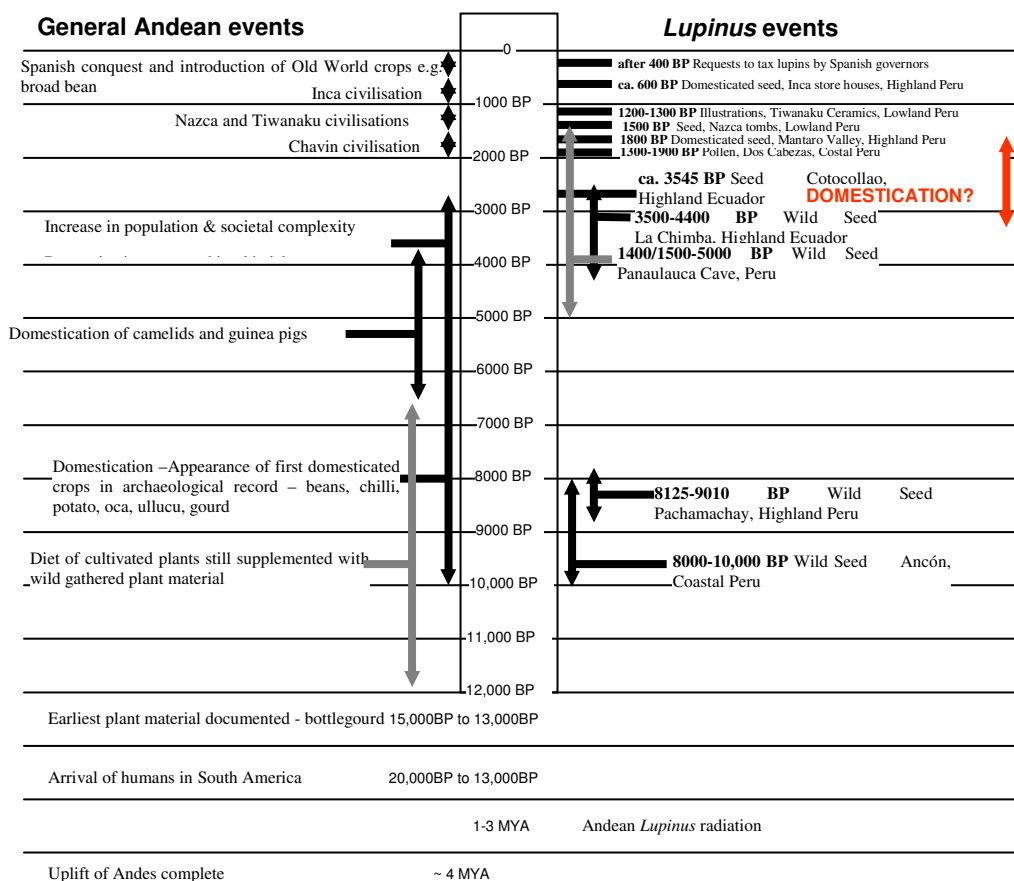 General Andean events
Lupinus events
0
Spanish conquest and introduction of Old World crops e.g.
broad bean
after 400 BP Requests to tax lupins by Spanish governors
ca. 600 BP Domesticated seed, Inca store houses, Highland Peru
Inca civilisation
1000 BP
1200-1300 BP Illustrations, Tiwanaku Ceramics, Lowland Peru
Nazca and Tiwanaku civilisations
1500 BP Seed, Nazca tombs, Lowland Peru
1800 BP Domesticated seed, Mantaro Valley, Highland Peru
Chavin civilisation
1300-1900 BP Pollen, Dos Cabezas, Costal Peru
2000 BP
ca. 3545 BP Seed Cotocollao,
Highland Ecuador
DOMESTICATION?
3000 BP
3500-4400 BP Wild Seed
La Chimba, Highland Ecuador
Increase in population & societal complexity
1400/1500-5000 BP Wild Seed
Panaulauca Cave, Peru
4000 BP
5000 BP
Domestication of camelids and guinea pigs
6000 BP
7000 BP
Domestication –Appearance of first domesticated
crops in archaeological record – beans, chilli,
potato, oca, ullucu, gourd
8000 BP
8125-9010 BP Wild Seed
Pachamachay, Highland Peru
9000 BP
Diet of cultivated plants still supplemented with
wild gathered plant material
8000-10,000 BP Wild Seed Ancón,
Coastal Peru
10,000 BP
11,000 BP
12,000 BP
Earliest plant material documented - bottlegourd 15,000BP to 13,000BP
Arrival of humans in South America 20,000BP to 13,000BP
1-3 MYA Andean Lupinus radiation
Uplift of Andes complete ~ 4 MYA